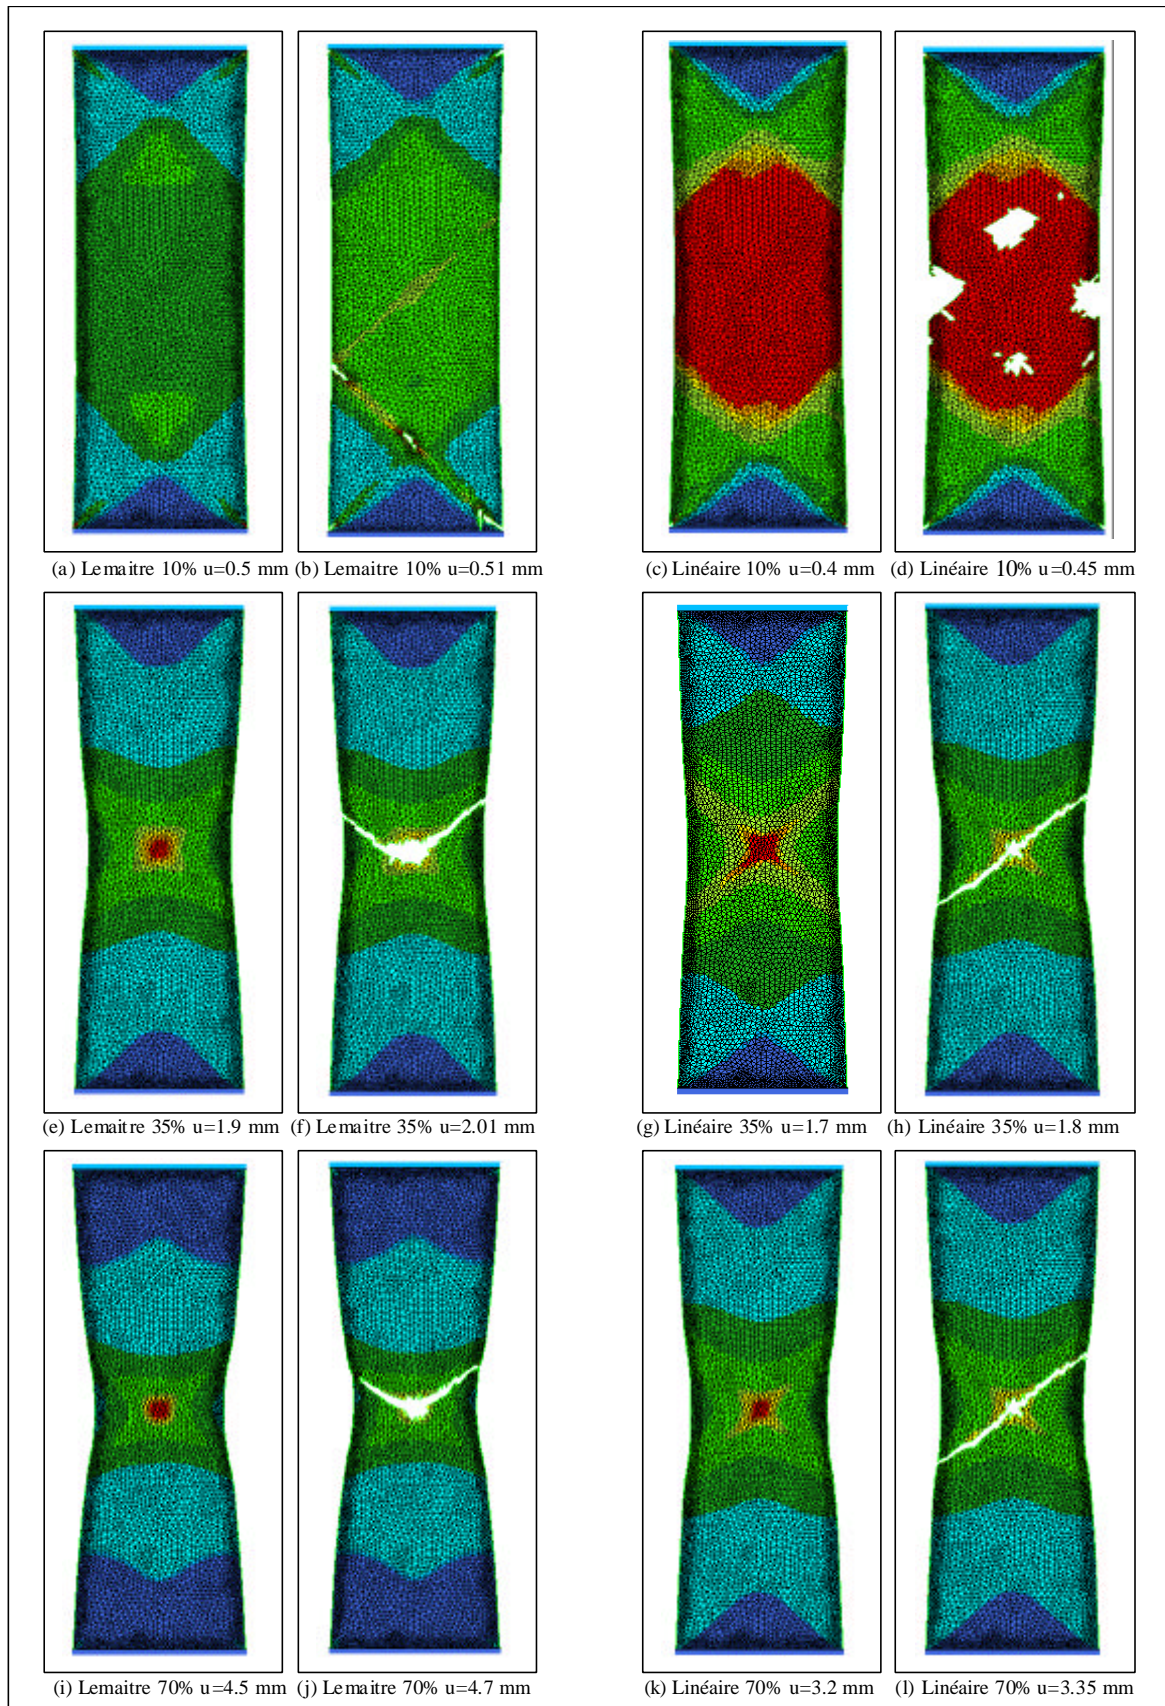 (a) Lemaitre 10% u=0.5 mm
(b) Lemaitre 10% u=0.51 mm
(c) Linéaire 10% u=0.4 mm
(d) Linéaire 10% u=0.45 mm
(e) Lemaitre 35% u=1.9 mm
(f) Lemaitre 35% u=2.01 mm
(g) Linéaire 35% u=1.7 mm
(h) Linéaire 35% u=1.8 mm
(i) Lemaitre 70% u=4.5 mm
(j) Lemaitre 70% u=4.7 mm
(k) Linéaire 70% u=3.2 mm
(l) Linéaire 70% u=3.35 mm